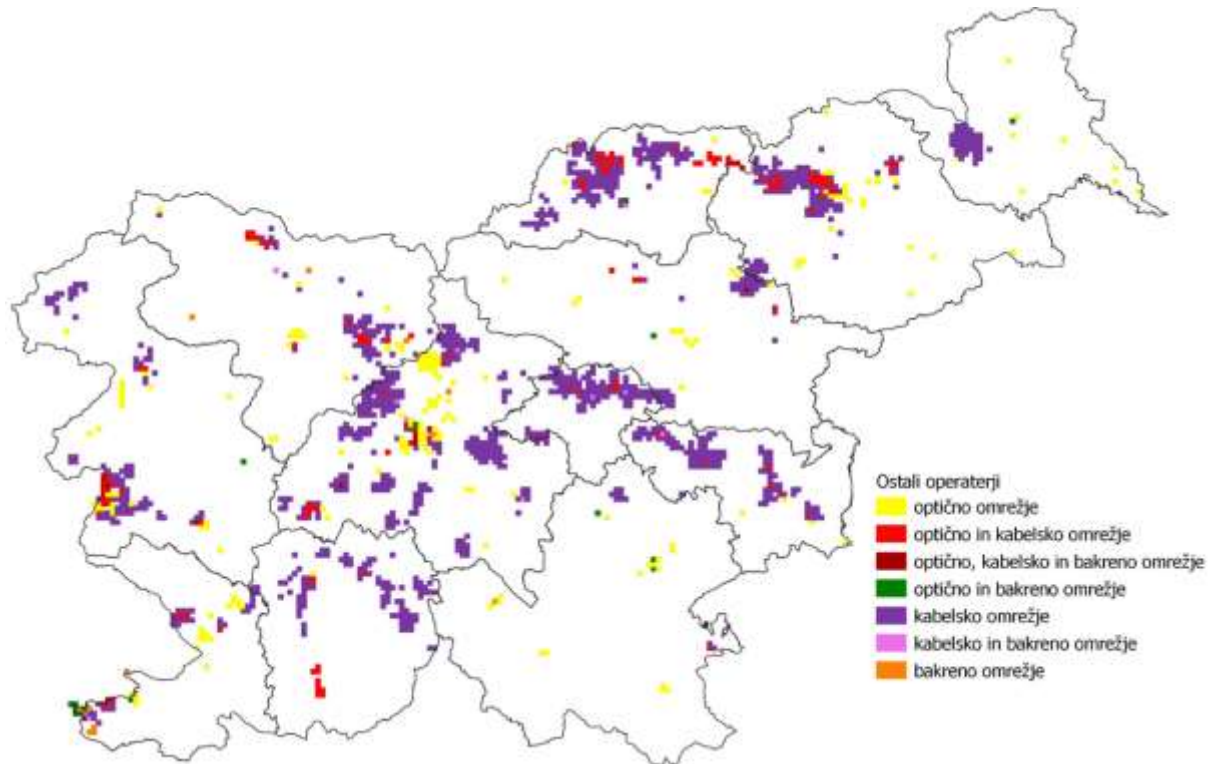 Ostali operaterji
optično omrežje
optično in kabelsko omrežje
optično, kabelsko in bakreno omrežje
optično in bakreno omrežje
kabelsko omrežje
kabelsko in bakreno omrežje
bakreno omrežje